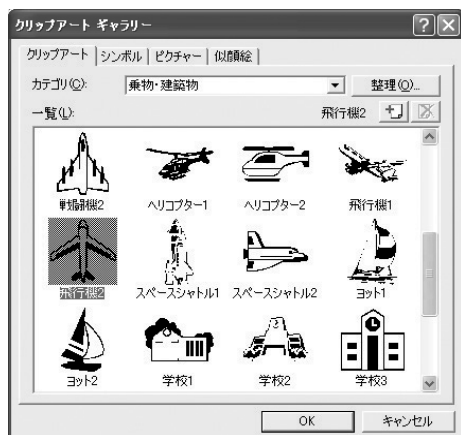 クリップアート ギャラリー
クリップアート シンボル ピクチャー 似顔絵
カテゴリ(C): 乗物・建築物 整理(O)...
一覧(L): 飛行機2
戦闘機2 ヘリコプター1 ヘリコプター2 飛行機1
飛行機2 スペースシャトル1 スペースシャトル2 ヨット1
ヨット2 学校1 学校2 学校3
OK キャンセル